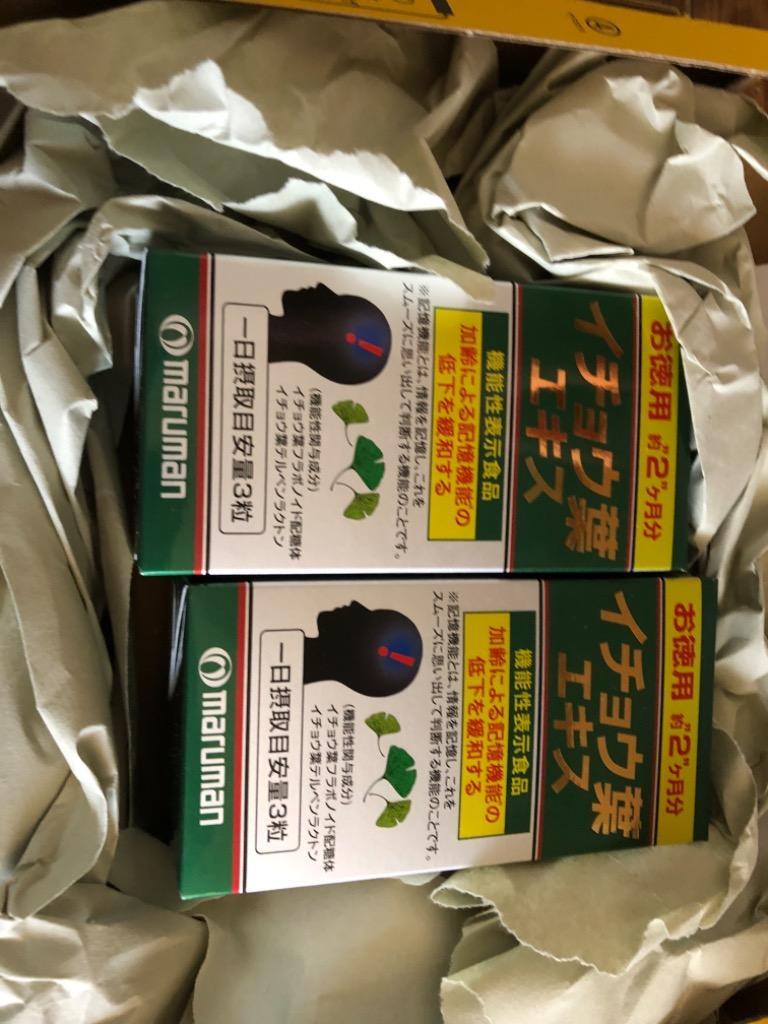 お徳用 約"2"ヶ月分
イチョウ葉
エキス
機能性表示食品
加齢による記憶機能の
低下を緩和する
※記憶機能とは、情報を記憶し、これを
スムーズに思い出して判断する機能のことです。
(機能性関与成分)
イチョウ葉フラボノイド配糖体
イチョウ葉テルペンラクトン
一日摂取目安量3粒
maruman
お徳用 約"2"ヶ月分
イチョウ葉
エキス
機能性表示食品
加齢による記憶機能の
低下を緩和する
※記憶機能とは、情報を記憶し、これを
スムーズに思い出して判断する機能のことです。
(機能性関与成分)
イチョウ葉フラボノイド配糖体
イチョウ葉テルペンラクトン
一日摂取目安量3粒
maruman